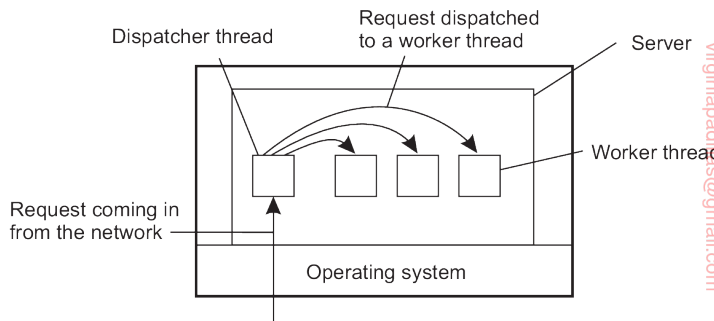 Request dispatched
to a worker thread
Dispatcher thread
Server
Worker thread
Request coming in
from the network
Operating system